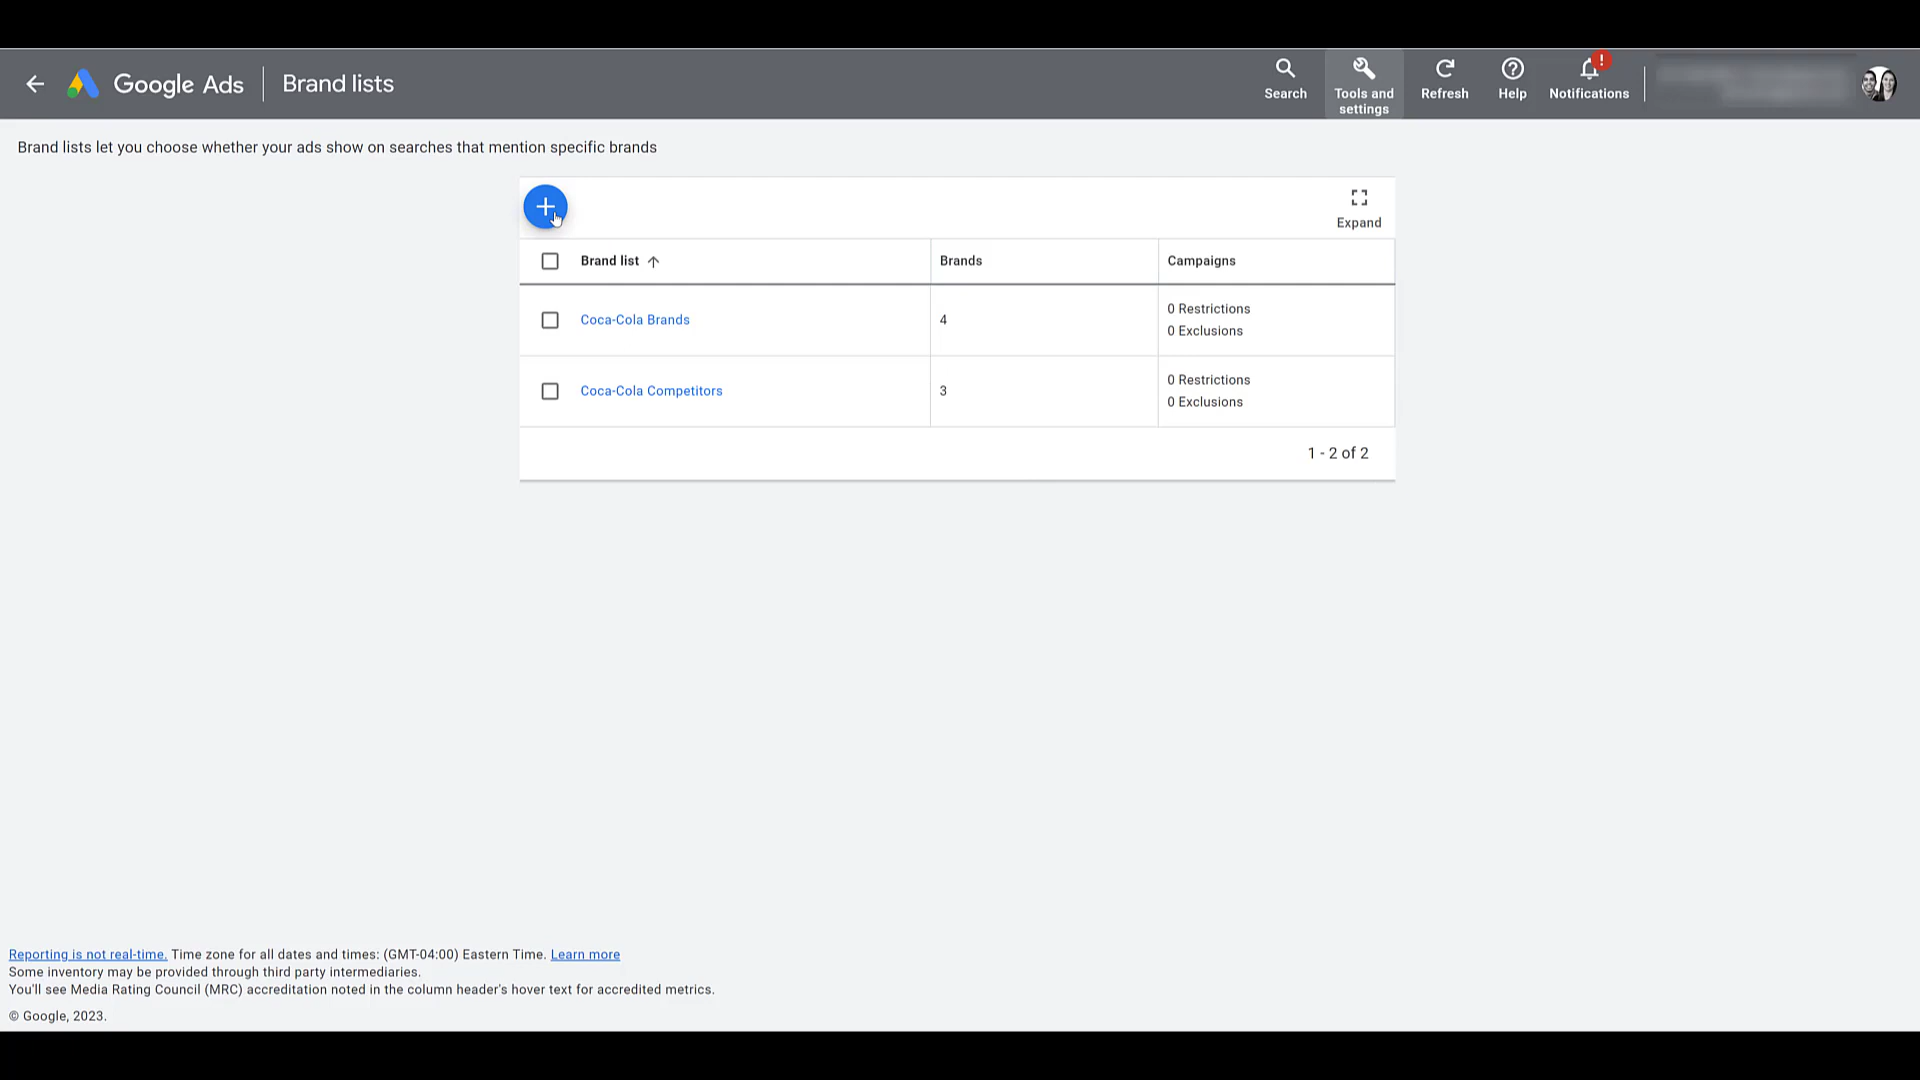 Google Ads
Brand lists
Search
Tools and
settings
Refresh
Help
!
Notifications
Brand lists let you choose whether your ads show on searches that mention specific brands
Expand
Brand list
Brands
Campaigns
Coca-Cola Brands
4
0 Restrictions
0 Exclusions
Coca-Cola Competitors
3
0 Restrictions
0 Exclusions
1 - 2 of 2
Reporting is not real-time. Time zone for all dates and times: (GMT-04:00) Eastern Time. Learn more
Some inventory may be provided through third party intermediaries.
You'll see Media Rating Council (MRC) accreditation noted in the column header's hover text for accredited metrics.
© Google, 2023.